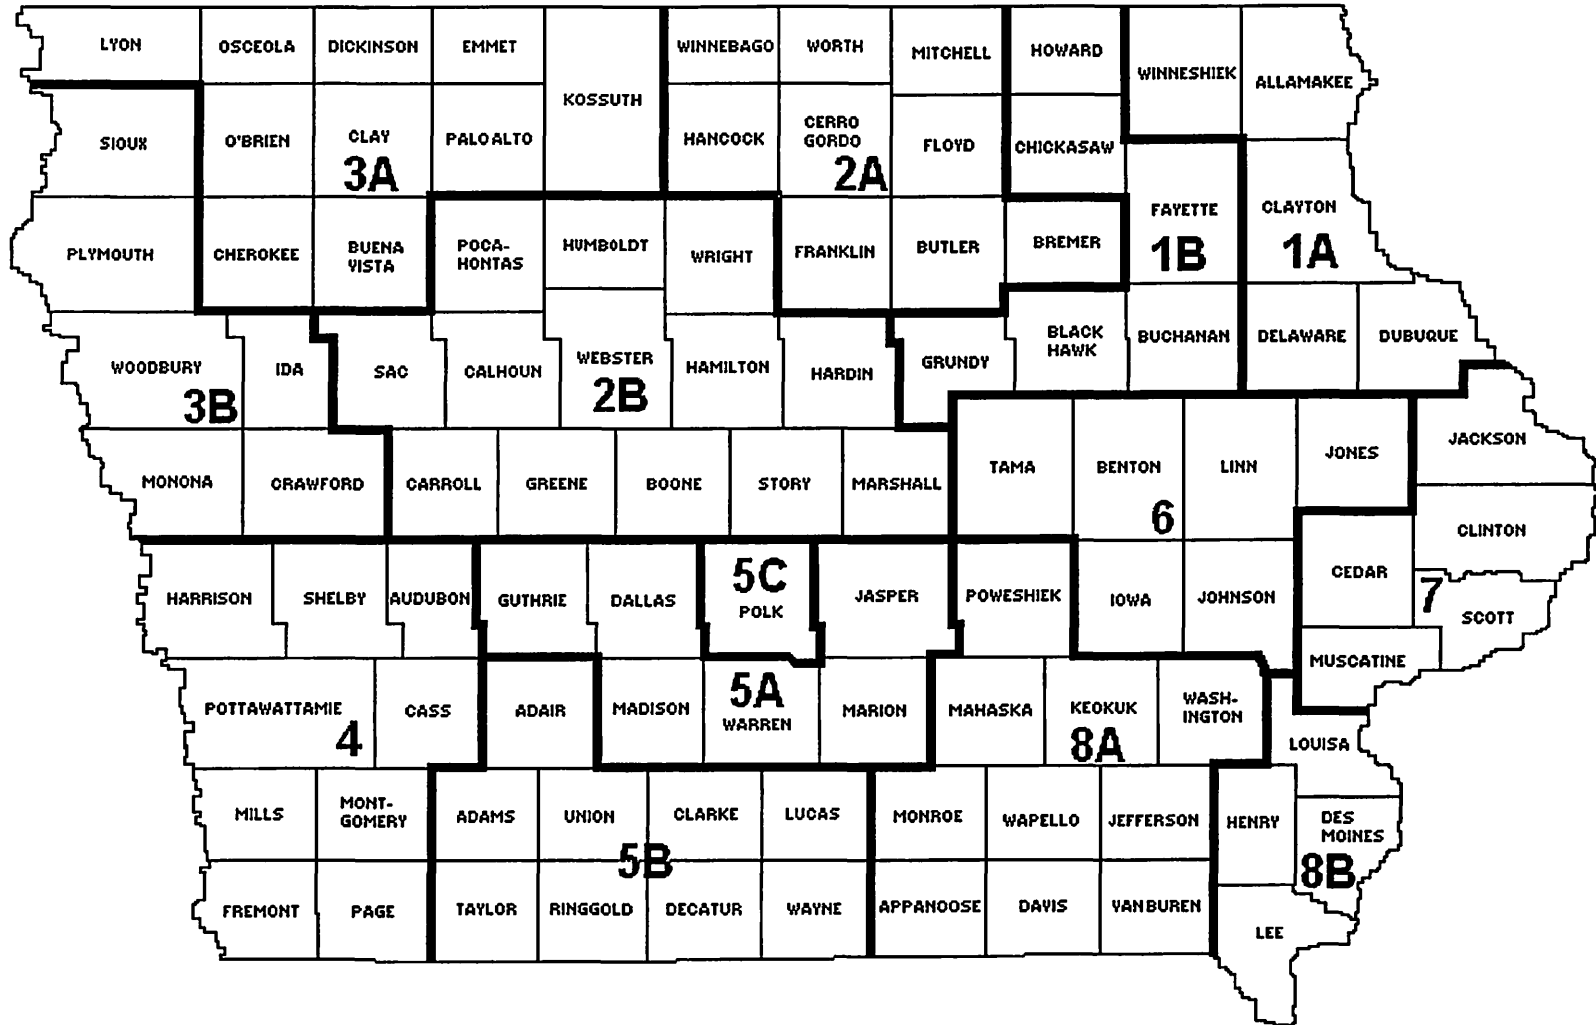 LYON
OSCEOLA
DICKINSON
EMMET
KOSSUTH
WINNEBAGO
WORTH
MITCHELL
HOWARD
WINNESHIEK
ALLAMAKEE
SIOUX
O'BRIEN
CLAY
3A
PALO ALTO
HANCOCK
CERRO
GORDO
2A
FLOYD
CHICKASAW
FAYETTE
1B
CLAYTON
1A
PLYMOUTH
CHEROKEE
BUENA
VISTA
POCA-
HONTAS
HUMBOLDT
WRIGHT
FRANKLIN
BUTLER
BREMER
WOODBURY
3B
IDA
SAC
CALHOUN
WEBSTER
2B
HAMILTON
HARDIN
GRUNDY
BLACK
HAWK
BUCHANAN
DELAWARE
DUBUQUE
MONONA
CRAWFORD
CARROLL
GREENE
BOONE
STORY
MARSHALL
TAMA
BENTON
LINN
6
JONES
JACKSON
CLINTON
HARRISON
SHELBY
AUDUBON
GUTHRIE
DALLAS
5C
POLK
JASPER
POWESHIEK
IOWA
JOHNSON
CEDAR
7
SCOTT
MUSCATINE
POTTAWATTAMIE
4
CASS
ADAIR
MADISON
5A
WARREN
MARION
MAHASKA
KEOKUK
8A
WASH-
INGTON
LOUISA
MILLS
MONT-
GOMERY
ADAMS
UNION
CLARKE
LUCAS
5B
MONROE
WAPELLO
JEFFERSON
HENRY
DES
MOINES
8B
FREMONT
PAGE
TAYLOR
RINGGOLD
DECATUR
WAYNE
APPANOOSE
DAVIS
VAN BUREN
LEE